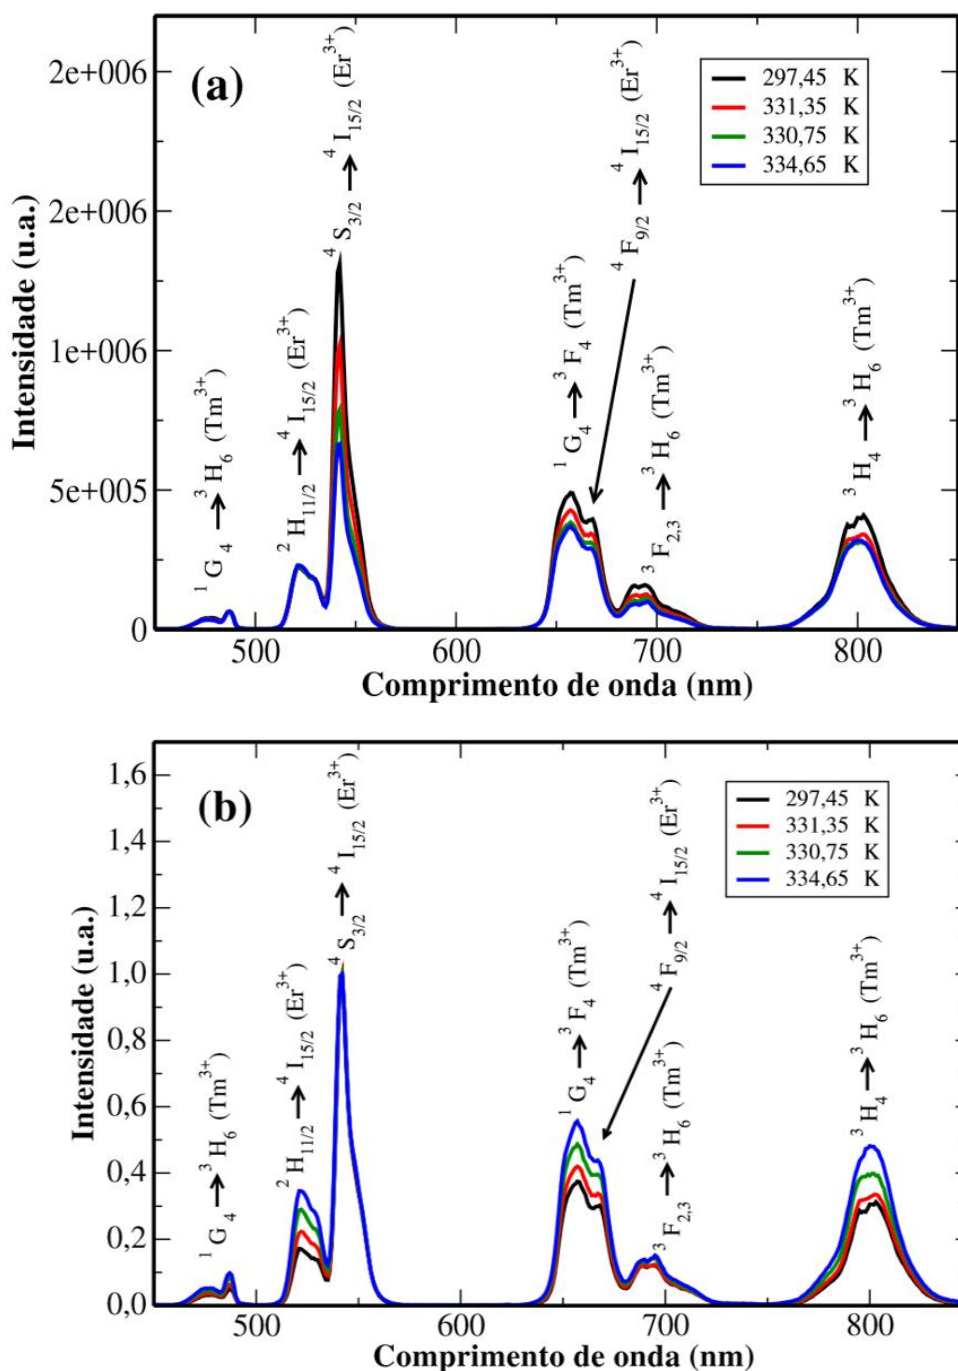 (a)
297,45 K
331,35 K
330,75 K
334,65 K
2e+006
2e+006
1e+006
5e+005
0
Intensidade (u.a.)
¹G₄ → ³H₆ (Tm³⁺)
²H₁₁/₂ → ⁴I₁₅/₂ (Er³⁺)
⁴S₃/₂ → ⁴I₁₅/₂ (Er³⁺)
¹G₄ → ³F₄ (Tm³⁺)
⁴F₉/₂ → ⁴I₁₅/₂ (Er³⁺)
³F₂,₃ → ³H₆ (Tm³⁺)
³H₄ → ³H₆ (Tm³⁺)
500 600 700 800
Comprimento de onda (nm)
(b)
297,45 K
331,35 K
330,75 K
334,65 K
1,6
1,4
1,2
1,0
0,8
0,6
0,4
0,2
0,0
Intensidade (u.a.)
¹G₄ → ³H₆ (Tm³⁺)
²H₁₁/₂ → ⁴I₁₅/₂ (Er³⁺)
⁴S₃/₂ → ⁴I₁₅/₂ (Er³⁺)
¹G₄ → ³F₄ (Tm³⁺)
⁴F₉/₂ → ⁴I₁₅/₂ (Er³⁺)
³F₂,₃ → ³H₆ (Tm³⁺)
³H₄ → ³H₆ (Tm³⁺)
500 600 700 800
Comprimento de onda (nm)